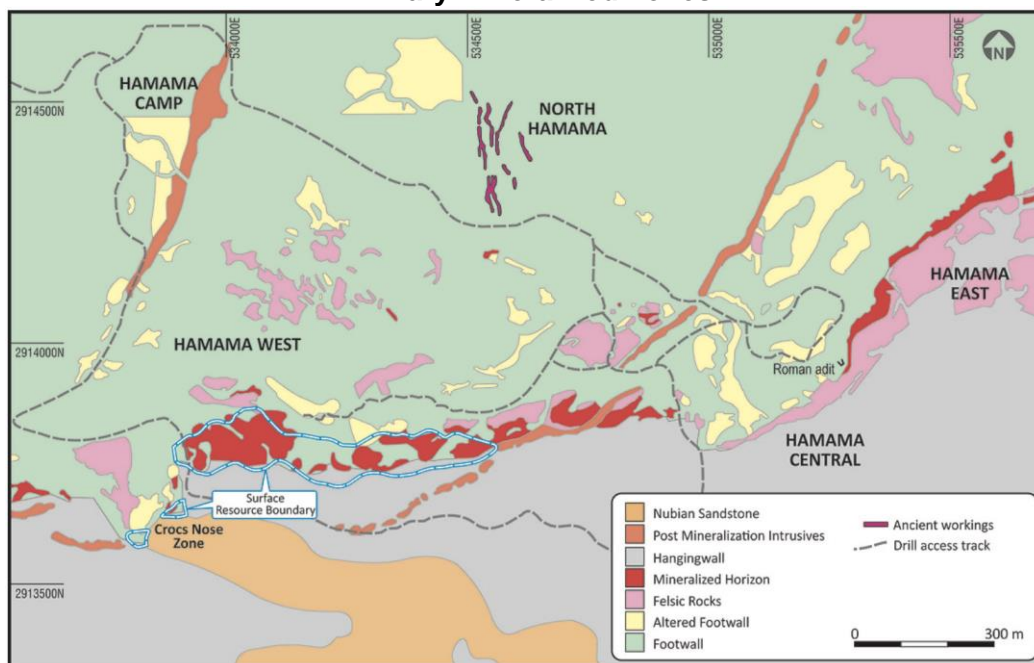 534000E
534500E
535000E
535500E
N
HAMAMA
CAMP
2914500N
NORTH
HAMAMA
HAMAMA
EAST
2914000N
HAMAMA WEST
Roman adit
HAMAMA
CENTRAL
Surface
Resource Boundary
Crocs Nose
Zone
2913500N
Nubian Sandstone
Post Mineralization Intrusives
Hangingwall
Mineralized Horizon
Felsic Rocks
Altered Footwall
Footwall
Ancient workings
Drill access track
0 300 m